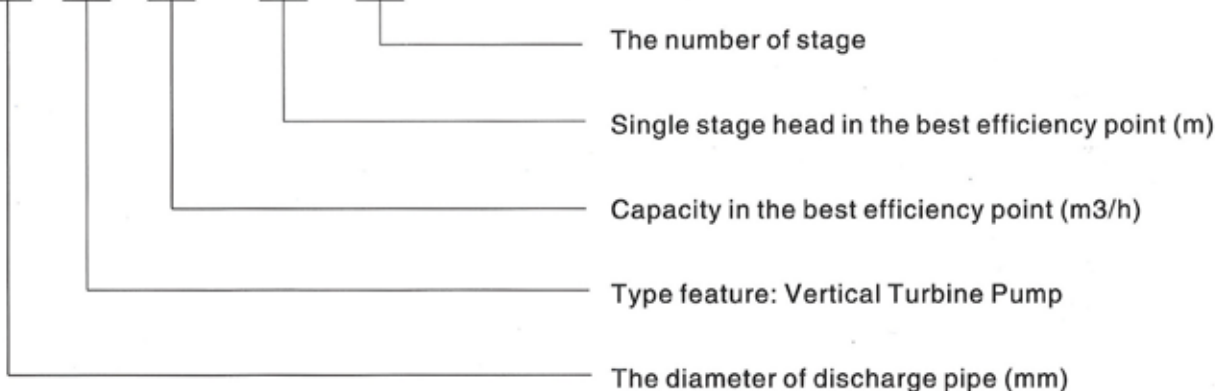 The number of stage
Single stage head in the best efficiency point (m)
Capacity in the best efficiency point (m3/h)
Type feature: Vertical Turbine Pump
The diameter of discharge pipe (mm)